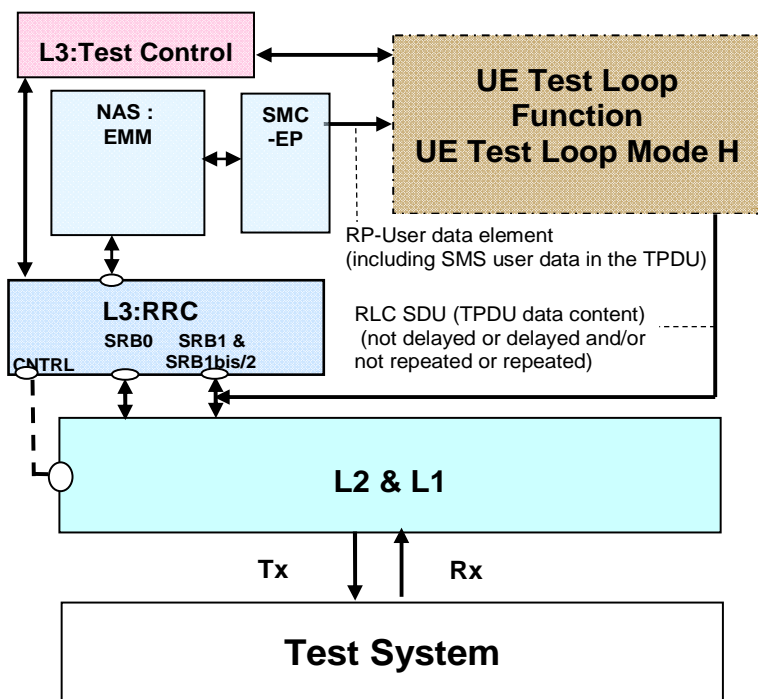 L3:Test Control
UE Test Loop
Function
UE Test Loop Mode H
NAS :
EMM
SMC
-EP
RP-User data element
(including SMS user data in the TPDU)
L3:RRC
SRB0
SRB1 &
SRB1bis/2
CNTRL
RLC SDU (TPDU data content)
(not delayed or delayed and/or
not repeated or repeated)
L2 & L1
Tx
Rx
Test System